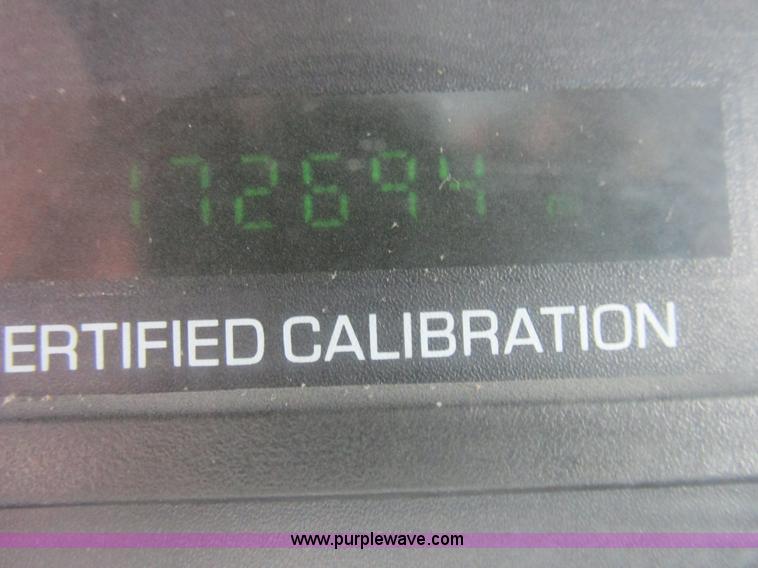 172694
ERTIFIED CALIBRATION
www.purplewave.com